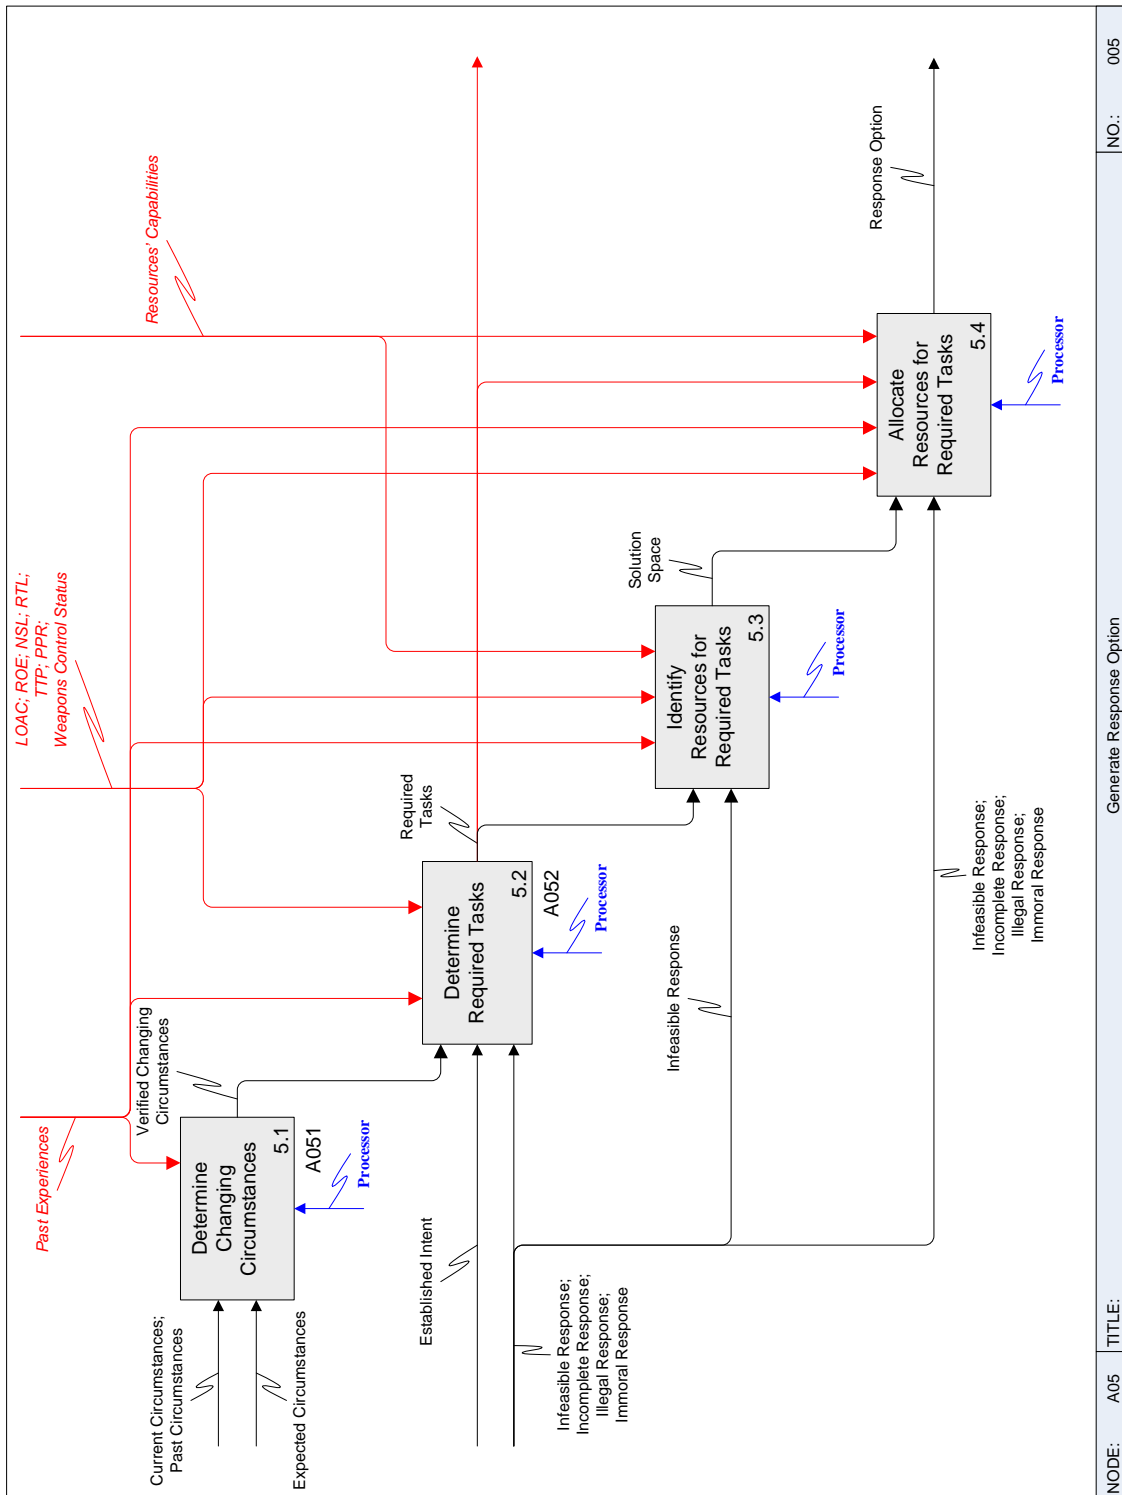 LOAC; ROE; NSL; RTL;
TTP; PPR;
Weapons Control Status
Past Experiences
Resources' Capabilities
Current Circumstances;
Past Circumstances
Expected Circumstances
Determine
Changing
Circumstances
5.1
A051
Processor
Verified Changing
Circumstances
Established Intent
Infeasible Response;
Incomplete Response;
Illegal Response;
Immoral Response
Determine
Required Tasks
5.2
A052
Processor
Required
Tasks
Infeasible Response
Identify
Resources for
Required Tasks
5.3
Processor
Solution
Space
Infeasible Response;
Incomplete Response;
Illegal Response;
Immoral Response
Allocate
Resources for
Required Tasks
5.4
Processor
Response Option
NODE: A05 TITLE: Generate Response Option NO.: 005